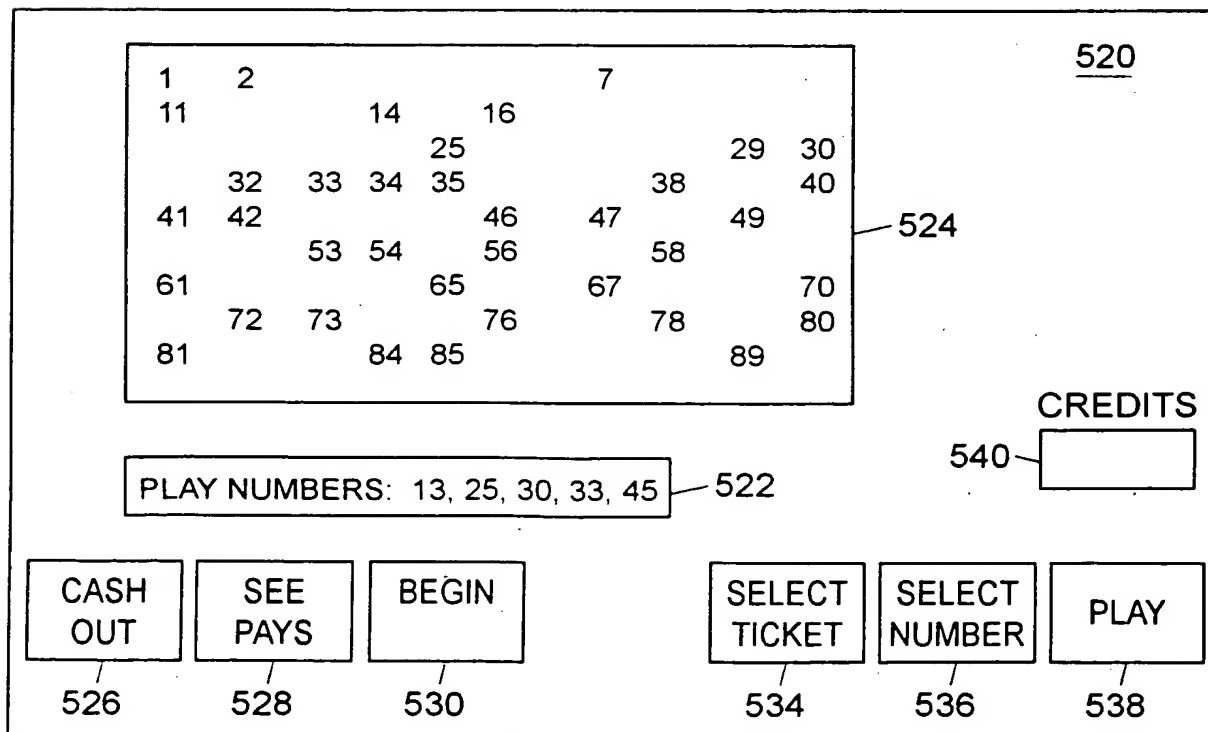 520
1 2 7
11 14 16
25 29 30
32 33 34 35 38 40
41 42 46 47 49
53 54 56 58
61 65 67 70
72 73 76 78 80
81 84 85 89
524
CREDITS
540
PLAY NUMBERS: 13, 25, 30, 33, 45
522
CASH OUT
SEE PAYS
BEGIN
SELECT TICKET
SELECT NUMBER
PLAY
526 528 530 534 536 538